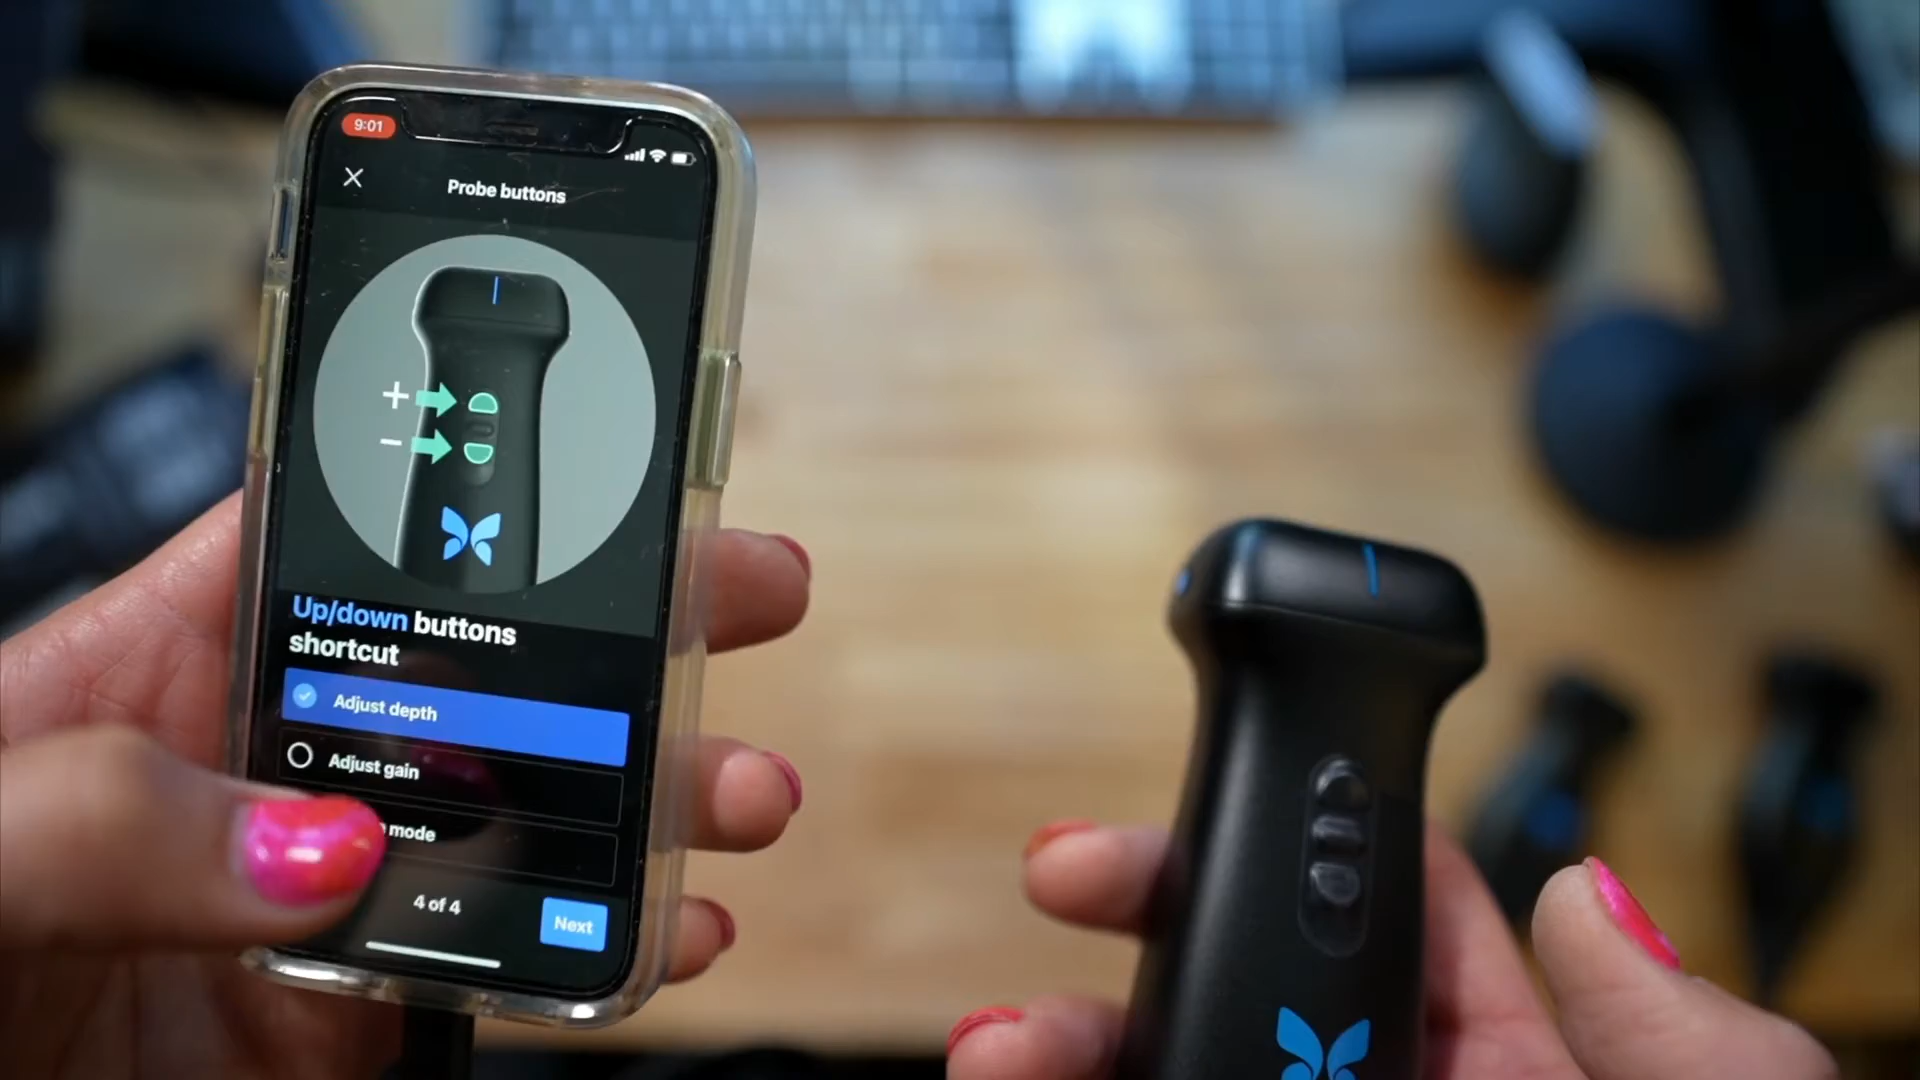 9:01
Probe buttons
+
−
Up/down buttons
shortcut
Adjust depth
Adjust gain
mode
4 of 4
Next